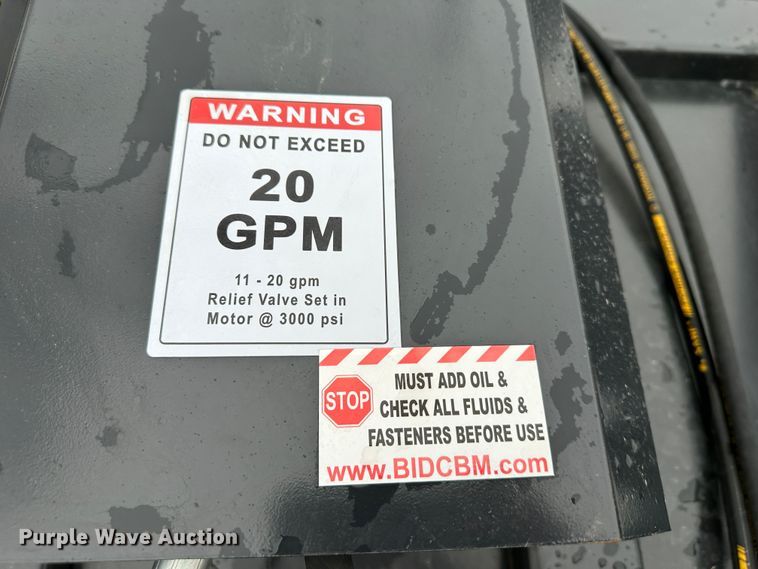 WARNING
DO NOT EXCEED
20
GPM
11 - 20 gpm
Relief Valve Set in
Motor @ 3000 psi
STOP
MUST ADD OIL &
CHECK ALL FLUIDS &
FASTENERS BEFORE USE
www.BIDCBM.com
Purple Wave Auction®